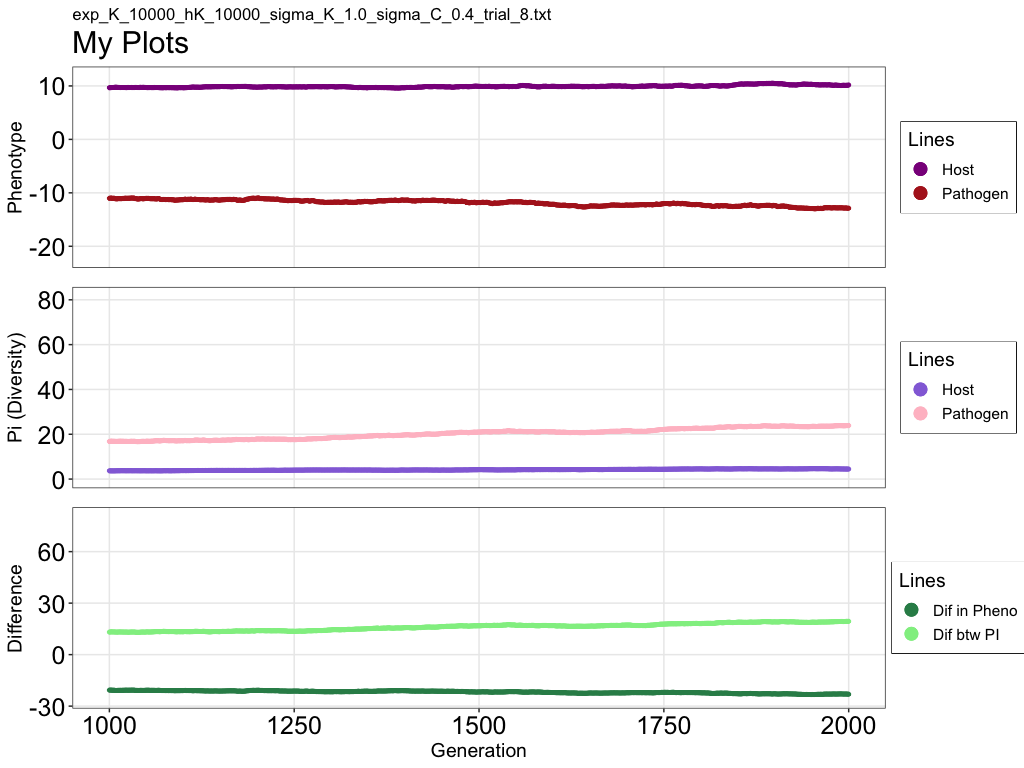 exp_K_10000_hK_10000_sigma_K_1.0_sigma_C_0.4_trial_8.txt
My Plots
Phenotype
10
0
-10
-20
Lines
Host
Pathogen
Pi (Diversity)
80
60
40
20
0
Lines
Host
Pathogen
Difference
60
30
0
-30
Lines
Dif in Pheno
Dif btw PI
1000 1250 1500 1750 2000
Generation